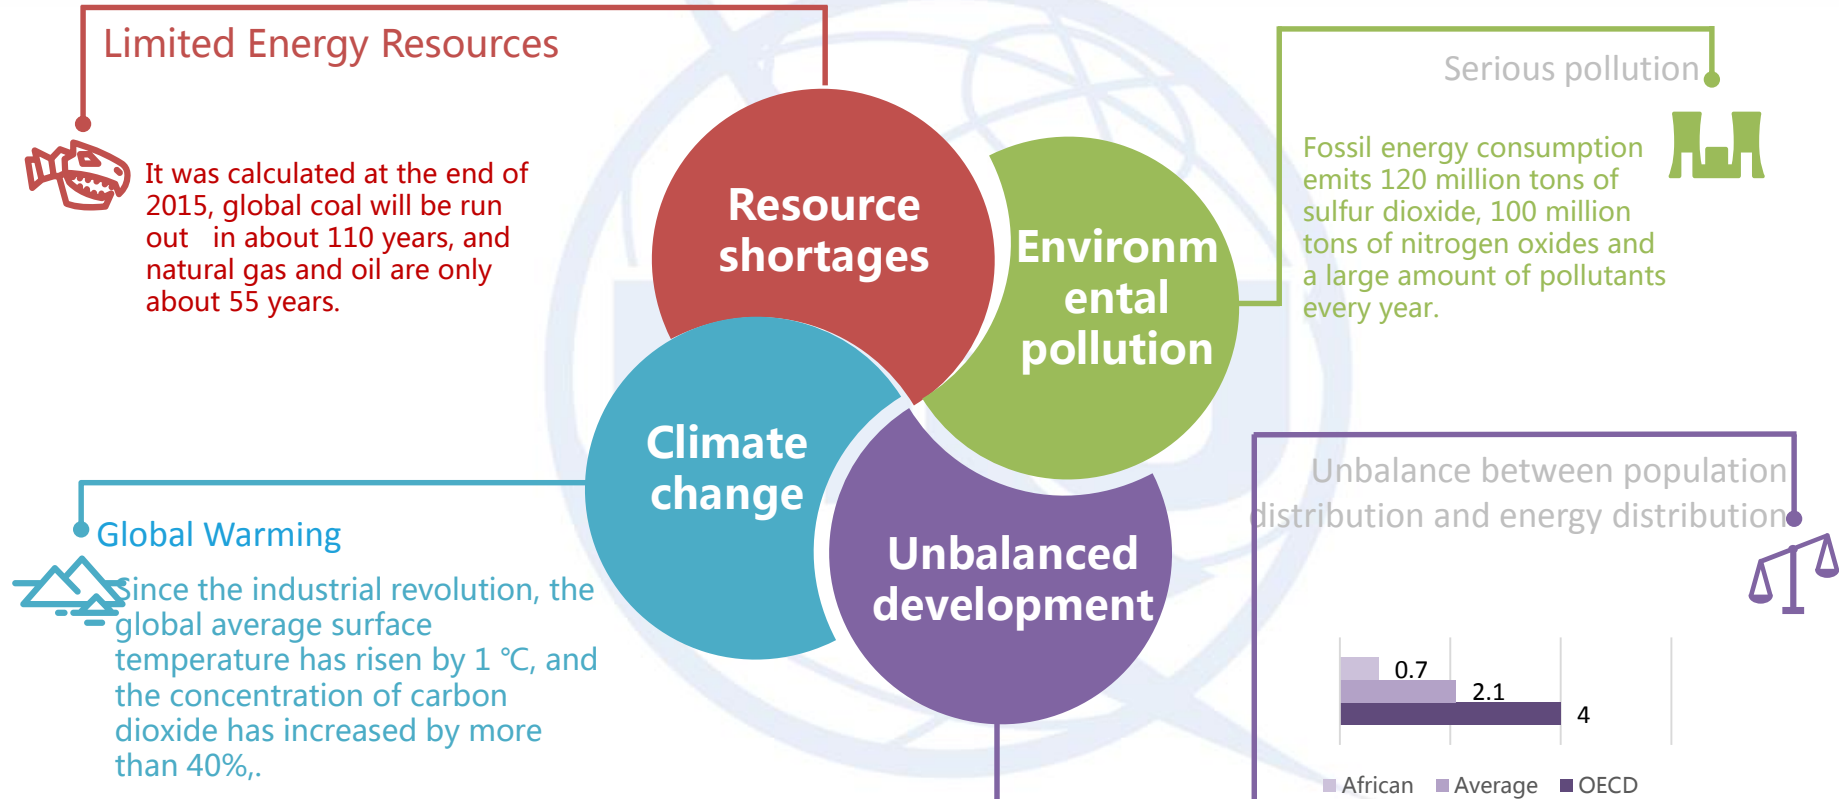 Limited Energy Resources
It was calculated at the end of
2015, global coal will be run
out   in about 110 years, and
natural gas and oil are only
about 55 years.
Resource
shortages
Environm
ental
pollution
Serious pollution
Fossil energy consumption
emits 120 million tons of
sulfur dioxide, 100 million
tons of nitrogen oxides and
a large amount of pollutants
every year.
Climate
change
Global Warming
Since the industrial revolution, the
global average surface
temperature has risen by 1 ℃, and
the concentration of carbon
dioxide has increased by more
than 40%,.
Unbalanced
development
Unbalance between population
distribution and energy distribution
0.7
2.1
4
African Average OECD